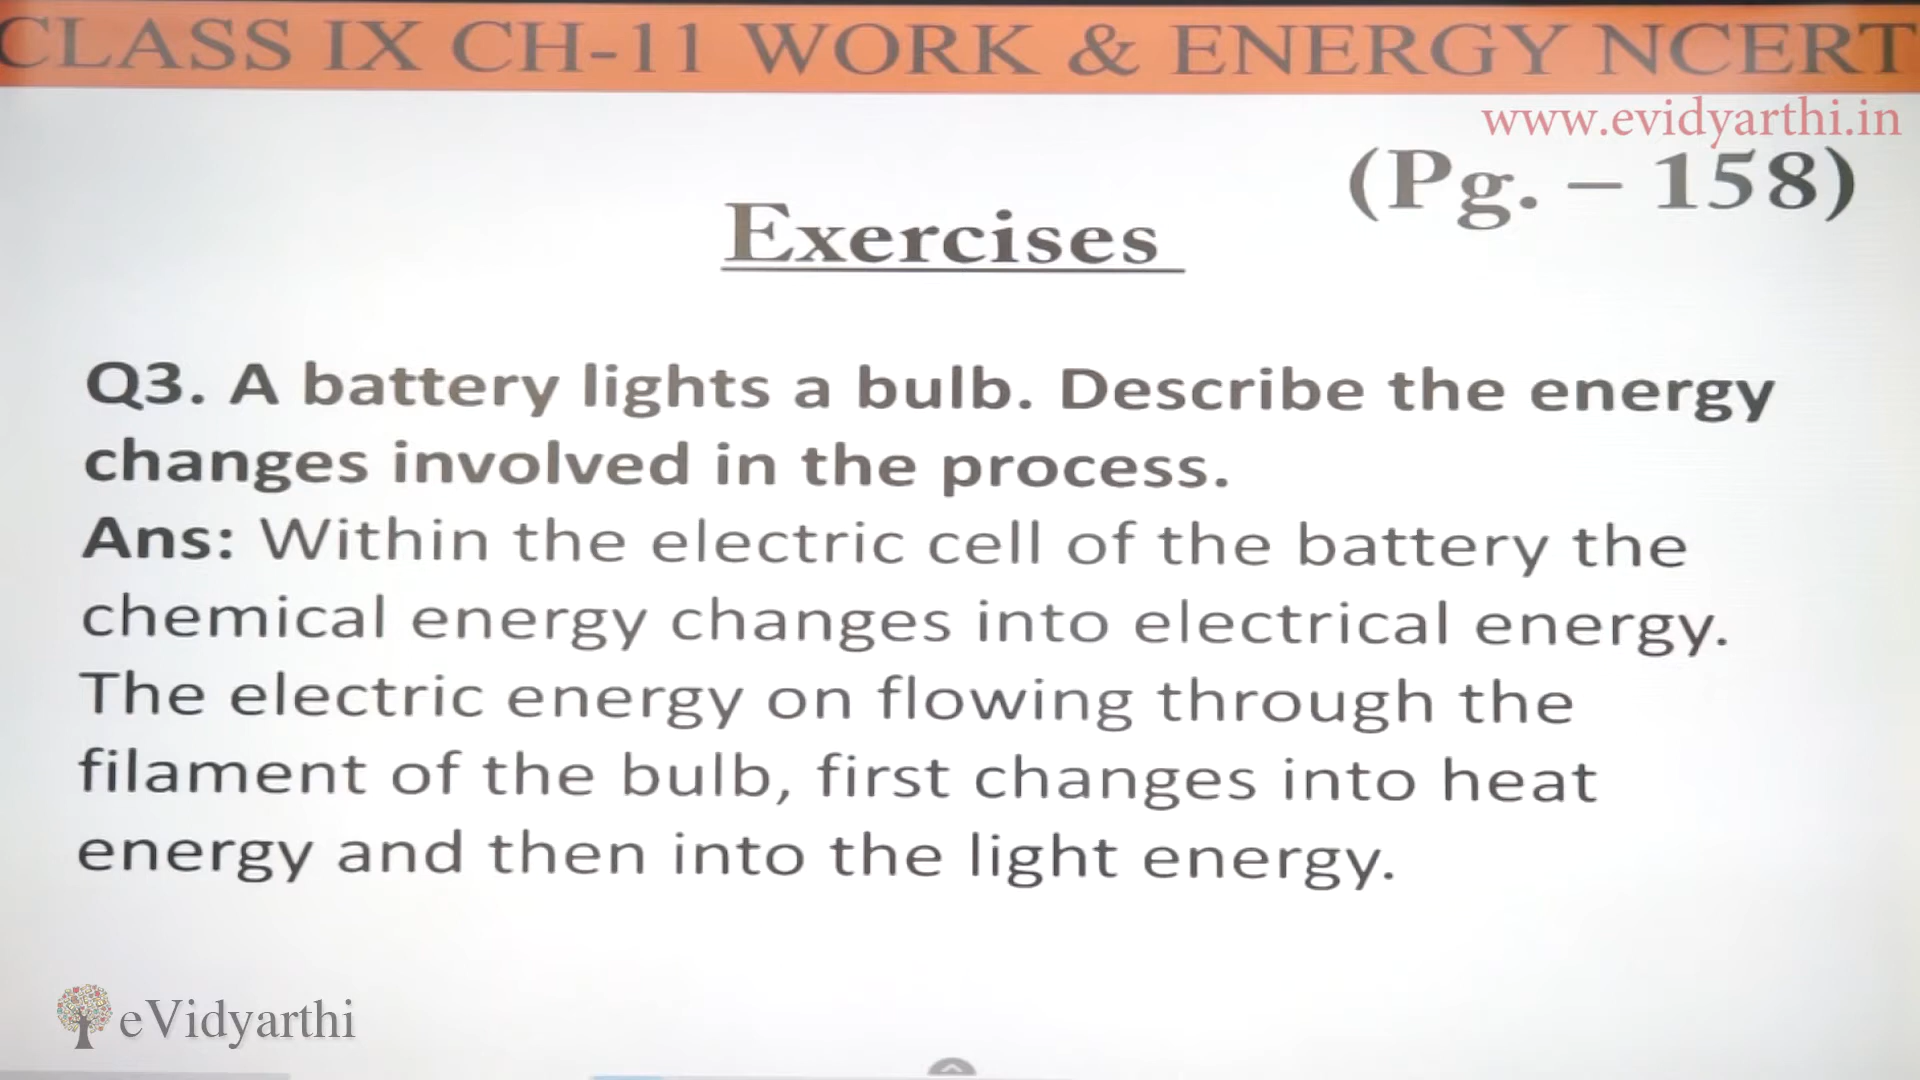 CLASS IX CH-11 WORK & ENERGY NCERT
www.evidyarthi.in
(Pg. – 158)
Exercises
Q3. A battery lights a bulb. Describe the energy
changes involved in the process.
Ans: Within the electric cell of the battery the
chemical energy changes into electrical energy.
The electric energy on flowing through the
filament of the bulb, first changes into heat
energy and then into the light energy.
eVidyarthi